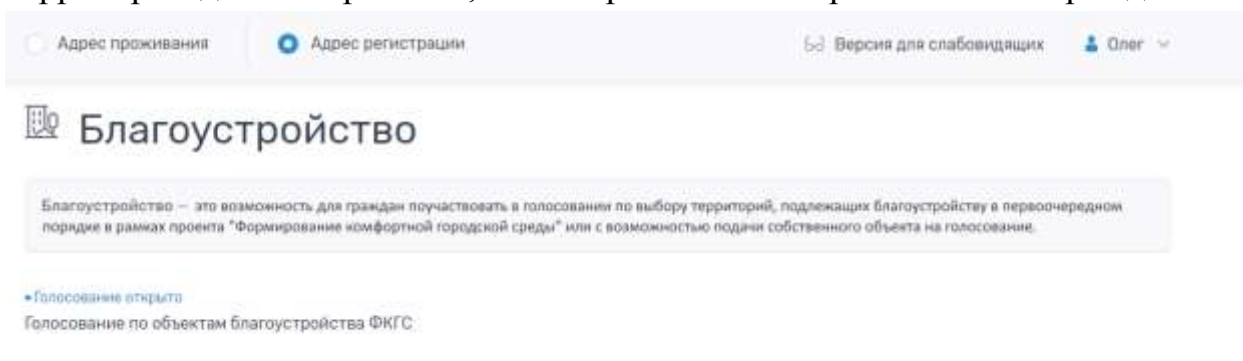 Адрес проживания
Адрес регистрации
Версия для слабовидящих
Олег
Благоустройство
Благоустройство — это возможность для граждан поучаствовать в голосовании по выбору территорий, подлежащих благоустройству в первоочередном
порядке в рамках проекта "Формирование комфортной городской среды" или с возможностью подачи собственного объекта на голосование.
• Голосование открыто
Голосование по объектам благоустройства ФКГС